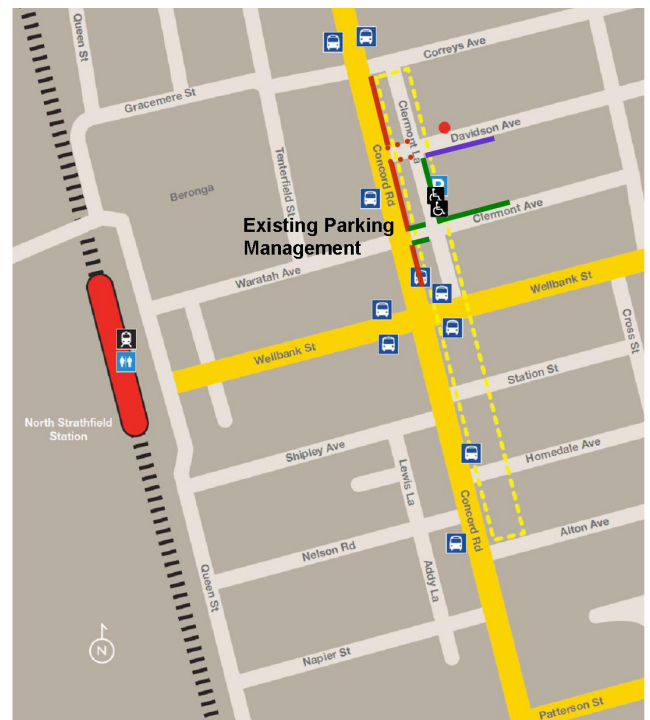 Queen St
Correys Ave
Gracemere St
Clermont La
Davidson Ave
Tenterfield St
Concord Rd
Beronga
P
Clermont Ave
Existing Parking
Management
Waratah Ave
Wellbank St
Cross St
Wellbank St
Station St
North Strathfield
Station
Shipley Ave
Homedale Ave
Lewis La
Concord Rd
Alton Ave
Nelson Rd
Queen St
Addy La
N
Napier St
Patterson St